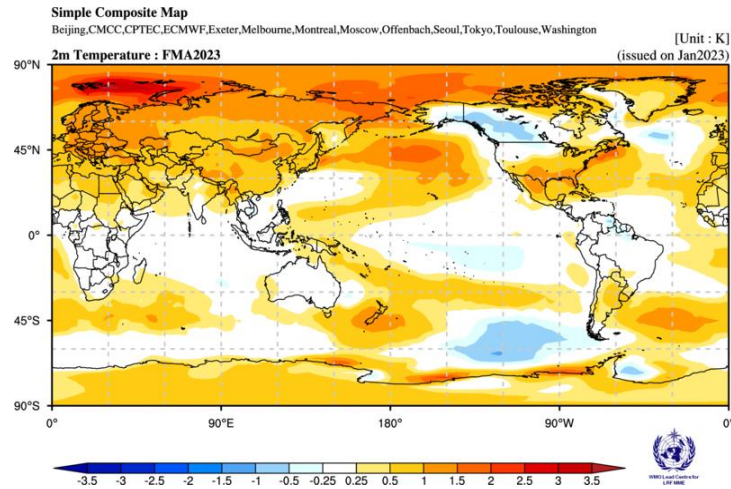 Simple Composite Map
Beijing,CMCC,CPTEC,ECMWF,Exeter,Melbourne,Montreal,Moscow,Offenbach,Seoul,Tokyo,Toulouse,Washington
[Unit : K]
2m Temperature : FMA2023
(issued on Jan2023)
90°N
45°N
0°
45°S
90°S
0° 90°E 180° 90°W 0°
-3.5 -3 -2.5 -2 -1.5 -1 -0.5 -0.25 0.25 0.5 1 1.5 2 2.5 3 3.5
WMO Lead Centre for
LRF MME